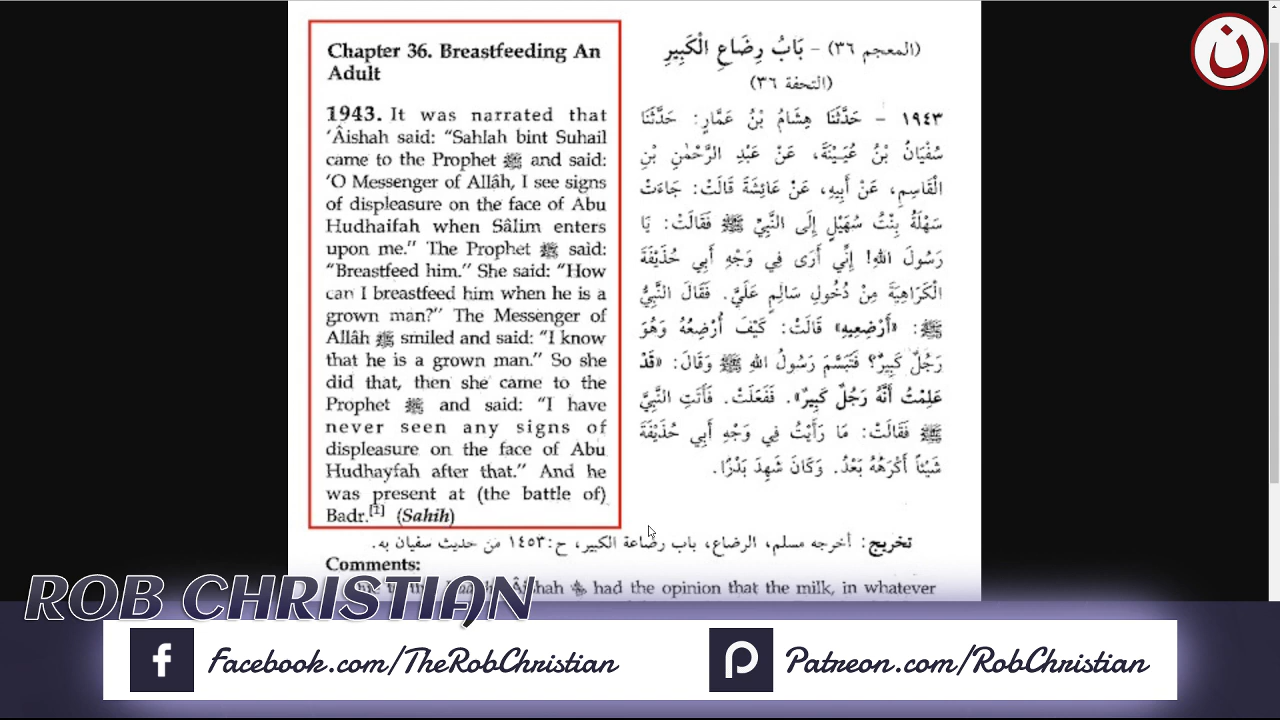 Chapter 36. Breastfeeding An
Adult
1943. It was narrated that
'Âishah said: "Sahlah bint Suhail
came to the Prophet ﷺ and said:
'O Messenger of Allâh, I see signs
of displeasure on the face of Abu
Hudhaifah when Sâlim enters
upon me." The Prophet ﷺ said:
"Breastfeed him." She said: "How
can I breastfeed him when he is a
grown man?" The Messenger of
Allâh ﷺ smiled and said: "I know
that he is a grown man." So she
did that, then she came to the
Prophet ﷺ and said: "I have
never seen any signs of
displeasure on the face of Abu
Hudhayfah after that." And he
was present at (the battle of)
Badr.[1] (Sahih)
(المعجم ٣٦) - بَابُ رِضَاعِ الْكَبِيرِ
(التحفة ٣٦)
١٩٤٣ - حَدَّثَنَا هِشَامُ بْنُ عَمَّارٍ: حَدَّثَنَا
سُفْيَانُ بْنُ عُيَيْنَةَ، عَنْ عَبْدِ الرَّحْمٰنِ بْنِ
الْقَاسِمِ، عَنْ أَبِيهِ، عَنْ عَائِشَةَ قَالَتْ: جَاءَتْ
سَهْلَةُ بِنْتُ سُهَيْلٍ إِلَى النَّبِيِّ ﷺ فَقَالَتْ: يَا
رَسُولَ اللهِ! إِنِّي أَرَى فِي وَجْهِ أَبِي حُذَيْفَةَ
الْكَرَاهِيَةَ مِنْ دُخُولِ سَالِمٍ عَلَيَّ. فَقَالَ النَّبِيُّ
ﷺ: «أَرْضِعِيهِ» قَالَتْ: كَيْفَ أُرْضِعُهُ وَهُوَ
رَجُلٌ كَبِيرٌ؟ فَتَبَسَّمَ رَسُولُ اللهِ ﷺ وَقَالَ: «قَدْ
عَلِمْتُ أَنَّهُ رَجُلٌ كَبِيرٌ». فَفَعَلَتْ. فَأَتَتِ النَّبِيَّ
ﷺ فَقَالَتْ: مَا رَأَيْتُ فِي وَجْهِ أَبِي حُذَيْفَةَ
شَيْئاً أَكْرَهُهُ بَعْدُ. وَكَانَ شَهِدَ بَدْرًا.
تخريج: أخرجه مسلم، الرضاع، باب رضاعة الكبير، ح:١٤٥٣ من حديث سفيان به.
Comments:
Âishah had the opinion that the milk, in whatever
ROB CHRISTIAN
Facebook.com/TheRobChristian
Patreon.com/RobChristian
ن